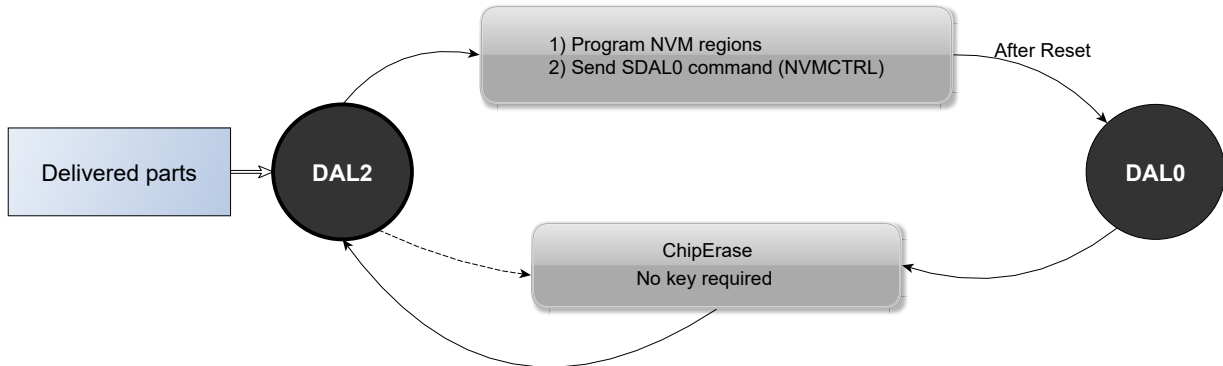 1) Program NVM regions
2) Send SDAL0 command (NVMCTRL)
After Reset
Delivered parts
DAL2
DAL0
ChipErase
No key required